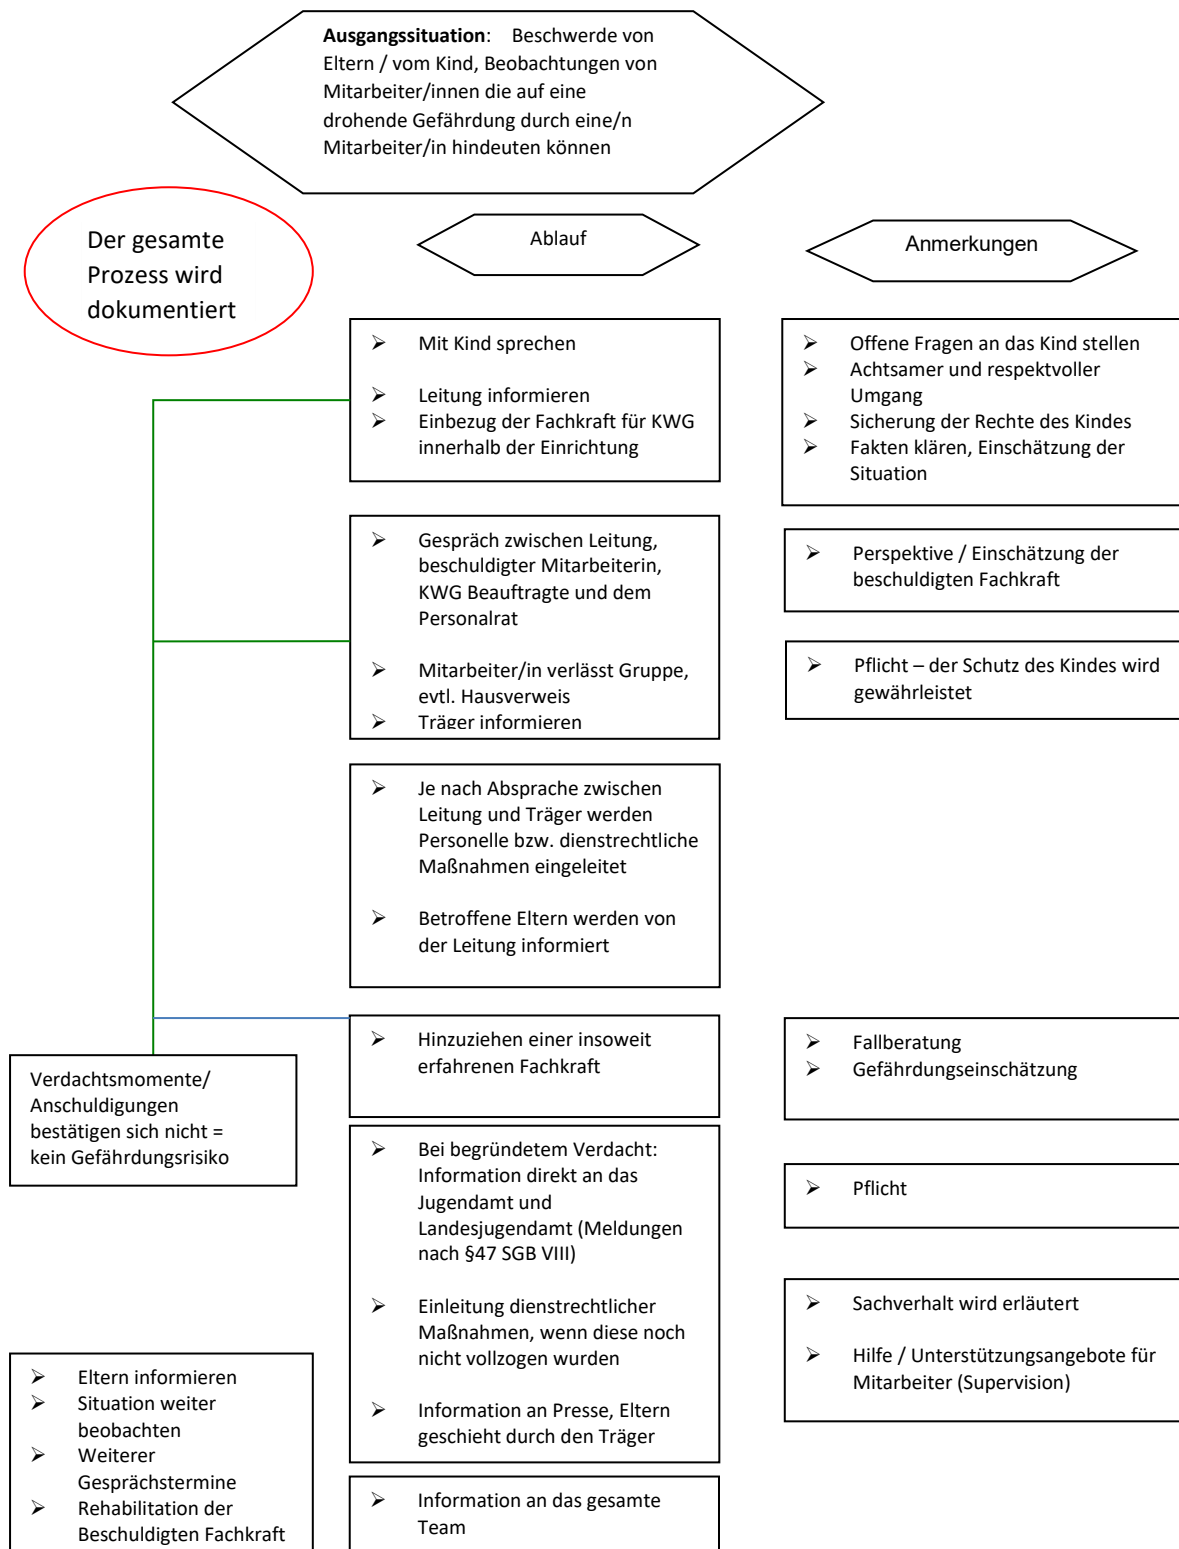 Ausgangssituation: Beschwerde von
Eltern / vom Kind, Beobachtungen von
Mitarbeiter/innen die auf eine
drohende Gefährdung durch eine/n
Mitarbeiter/in hindeuten können
Der gesamte
Prozess wird
dokumentiert
Ablauf
Anmerkungen
➢ Mit Kind sprechen
➢ Leitung informieren
➢ Einbezug der Fachkraft für KWG
innerhalb der Einrichtung
➢ Offene Fragen an das Kind stellen
➢ Achtsamer und respektvoller
Umgang
➢ Sicherung der Rechte des Kindes
➢ Fakten klären, Einschätzung der
Situation
➢ Gespräch zwischen Leitung,
beschuldigter Mitarbeiterin,
KWG Beauftragte und dem
Personalrat
➢ Mitarbeiter/in verlässt Gruppe,
evtl. Hausverweis
➢ Träger informieren
➢ Perspektive / Einschätzung der
beschuldigten Fachkraft
➢ Pflicht – der Schutz des Kindes wird
gewährleistet
➢ Je nach Absprache zwischen
Leitung und Träger werden
Personelle bzw. dienstrechtliche
Maßnahmen eingeleitet
➢ Betroffene Eltern werden von
der Leitung informiert
➢ Hinzuziehen einer insoweit
erfahrenen Fachkraft
➢ Fallberatung
➢ Gefährdungseinschätzung
Verdachtsmomente/
Anschuldigungen
bestätigen sich nicht =
kein Gefährdungsrisiko
➢ Bei begründetem Verdacht:
Information direkt an das
Jugendamt und
Landesjugendamt (Meldungen
nach §47 SGB VIII)
➢ Einleitung dienstrechtlicher
Maßnahmen, wenn diese noch
nicht vollzogen wurden
➢ Information an Presse, Eltern
geschieht durch den Träger
➢ Pflicht
➢ Sachverhalt wird erläutert
➢ Hilfe / Unterstützungsangebote für
Mitarbeiter (Supervision)
➢ Eltern informieren
➢ Situation weiter
beobachten
➢ Weiterer
Gesprächstermine
➢ Rehabilitation der
Beschuldigten Fachkraft
➢ Information an das gesamte
Team